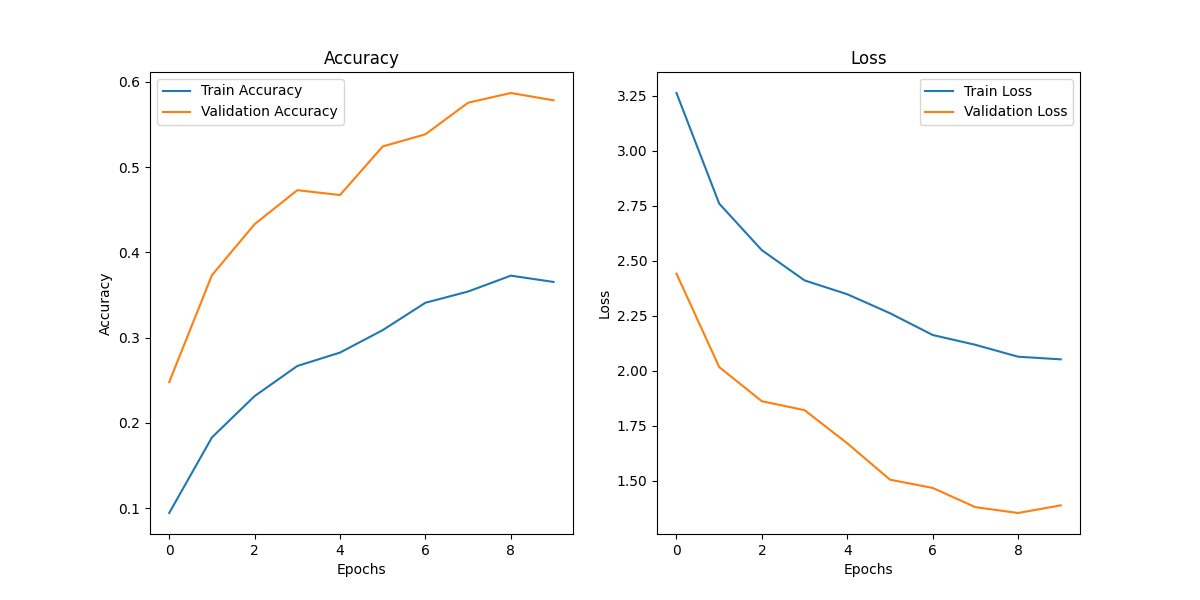 Accuracy
Train Accuracy
Validation Accuracy
0.6
0.5
0.4
0.3
0.2
0.1
Accuracy
0 2 4 6 8
Epochs
Loss
Train Loss
Validation Loss
3.25
3.00
2.75
2.50
2.25
2.00
1.75
1.50
Loss
0 2 4 6 8
Epochs